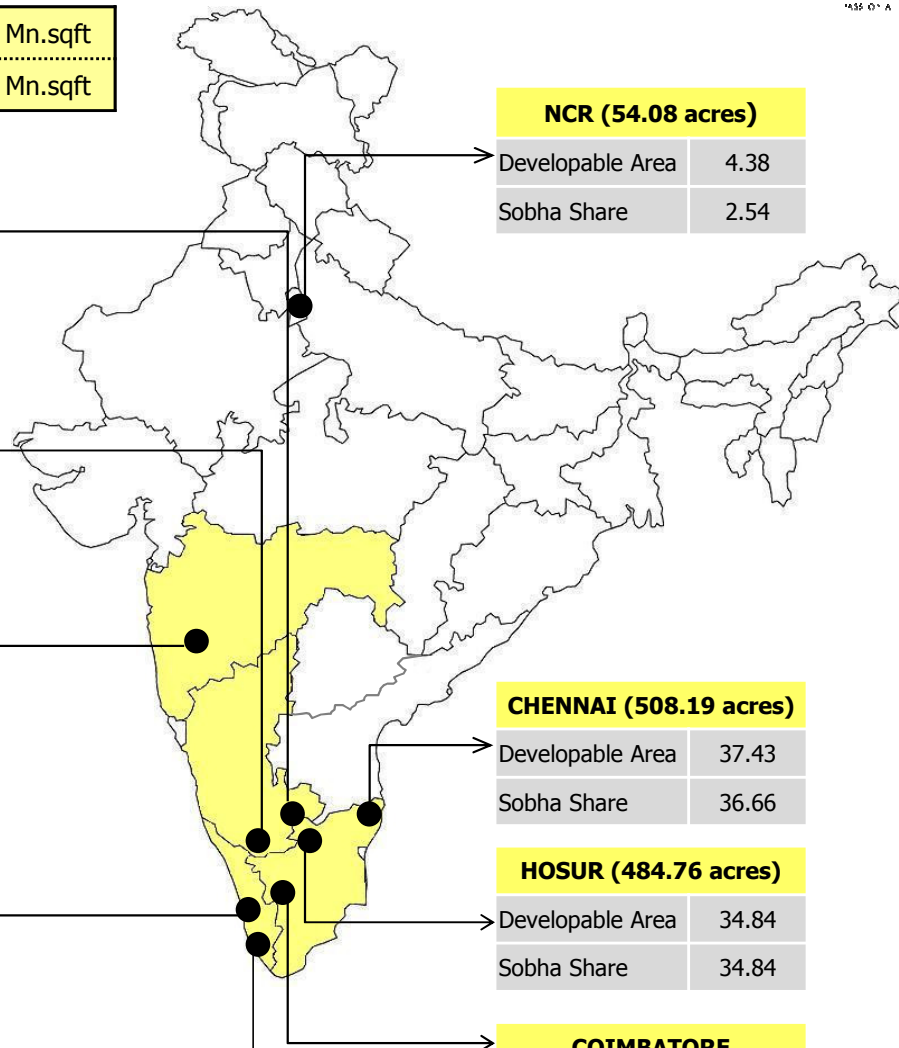 Mn.sqft
Mn.sqft
NCR (54.08 acres)
Developable Area 4.38
Sobha Share 2.54
CHENNAI (508.19 acres)
Developable Area 37.43
Sobha Share 36.66
HOSUR (484.76 acres)
Developable Area 34.84
Sobha Share 34.84
COIMBATORE